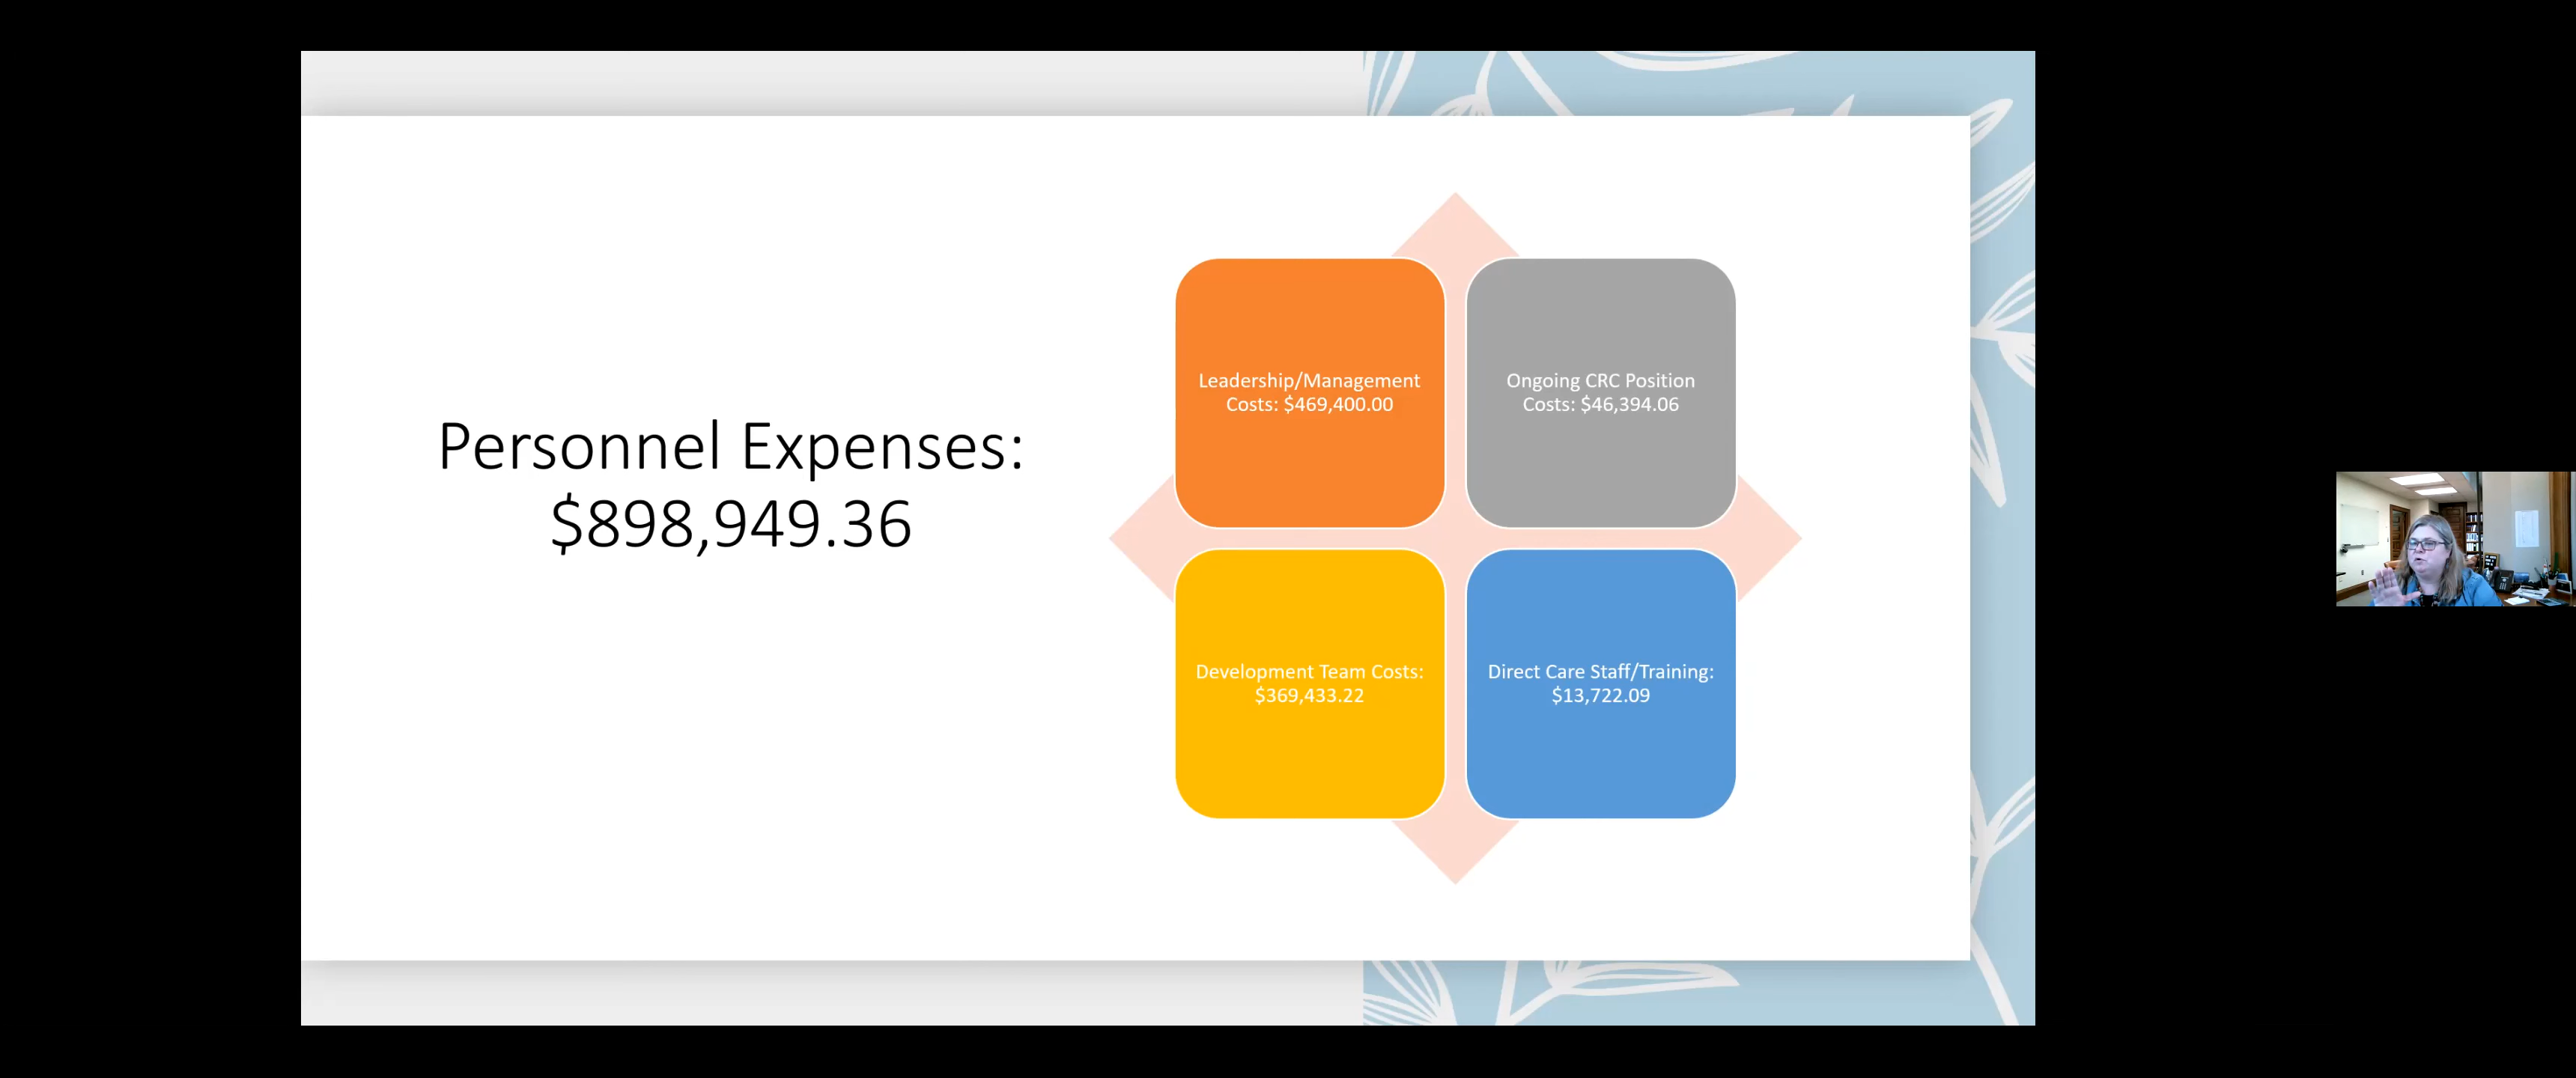 Personnel Expenses:
$898,949.36
Leadership/Management
Costs: $469,400.00
Ongoing CRC Position
Costs: $46,394.06
Development Team Costs:
$369,433.22
Direct Care Staff/Training:
$13,722.09